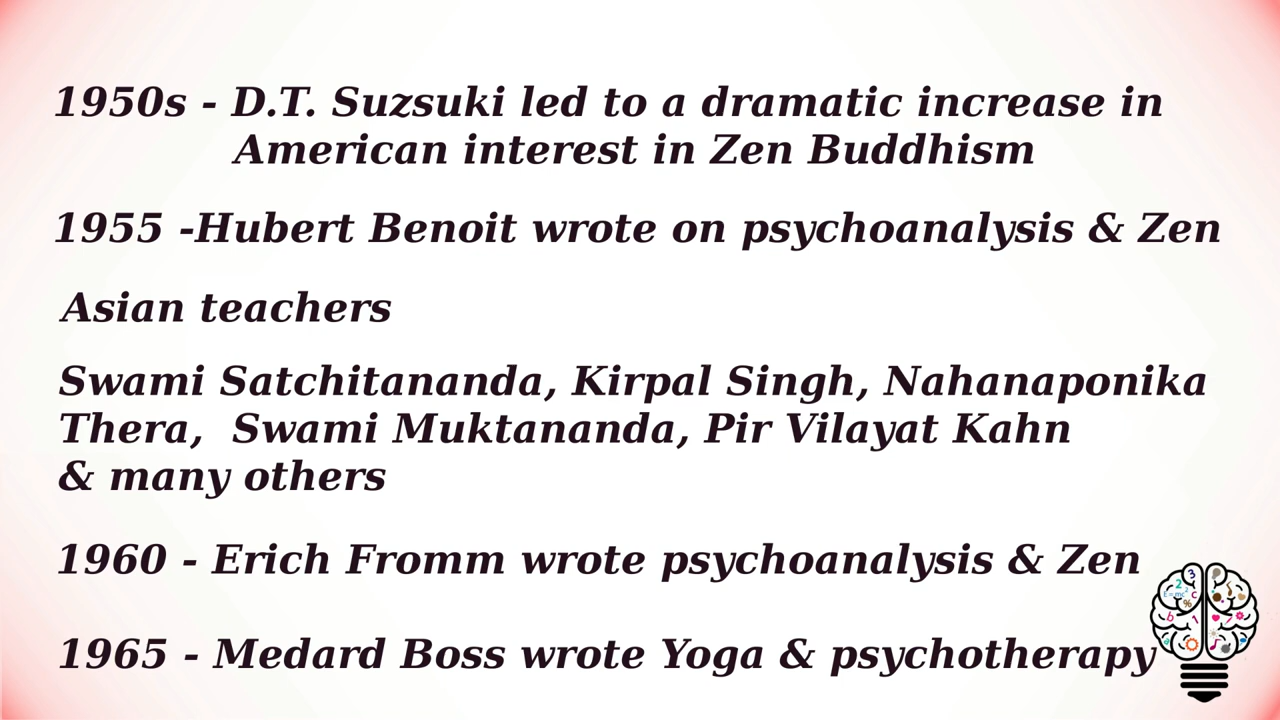 1950s - D.T. Suzsuki led to a dramatic increase in
American interest in Zen Buddhism
1955 -Hubert Benoit wrote on psychoanalysis & Zen
Asian teachers
Swami Satchitananda, Kirpal Singh, Nahanaponika
Thera, Swami Muktananda, Pir Vilayat Kahn
& many others
1960 - Erich Fromm wrote psychoanalysis & Zen
1965 - Medard Boss wrote Yoga & psychotherapy